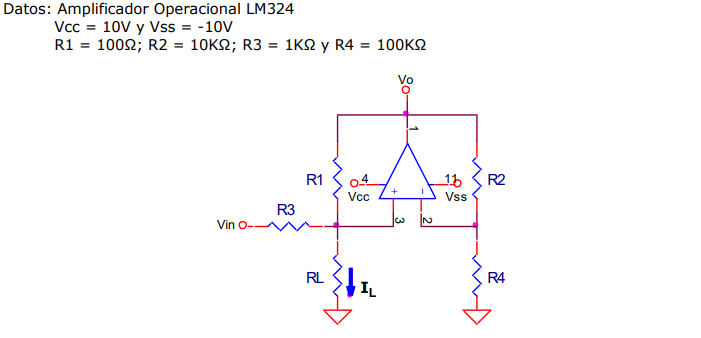 Datos: Amplificador Operacional LM324
Vcc = 10V y Vss = -10V
R1 = 100Ω; R2 = 10KΩ; R3 = 1KΩ y R4 = 100KΩ
Vo
1
R1
4
Vcc
+
-
11
Vss
R2
R3
Vin
3
2
RL
IL
R4